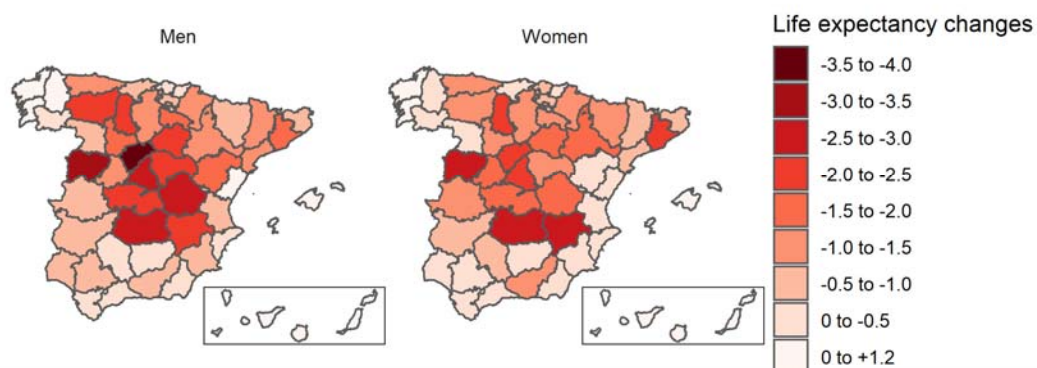 Men
Women
Life expectancy changes
-3.5 to -4.0
-3.0 to -3.5
-2.5 to -3.0
-2.0 to -2.5
-1.5 to -2.0
-1.0 to -1.5
-0.5 to -1.0
0 to -0.5
0 to +1.2